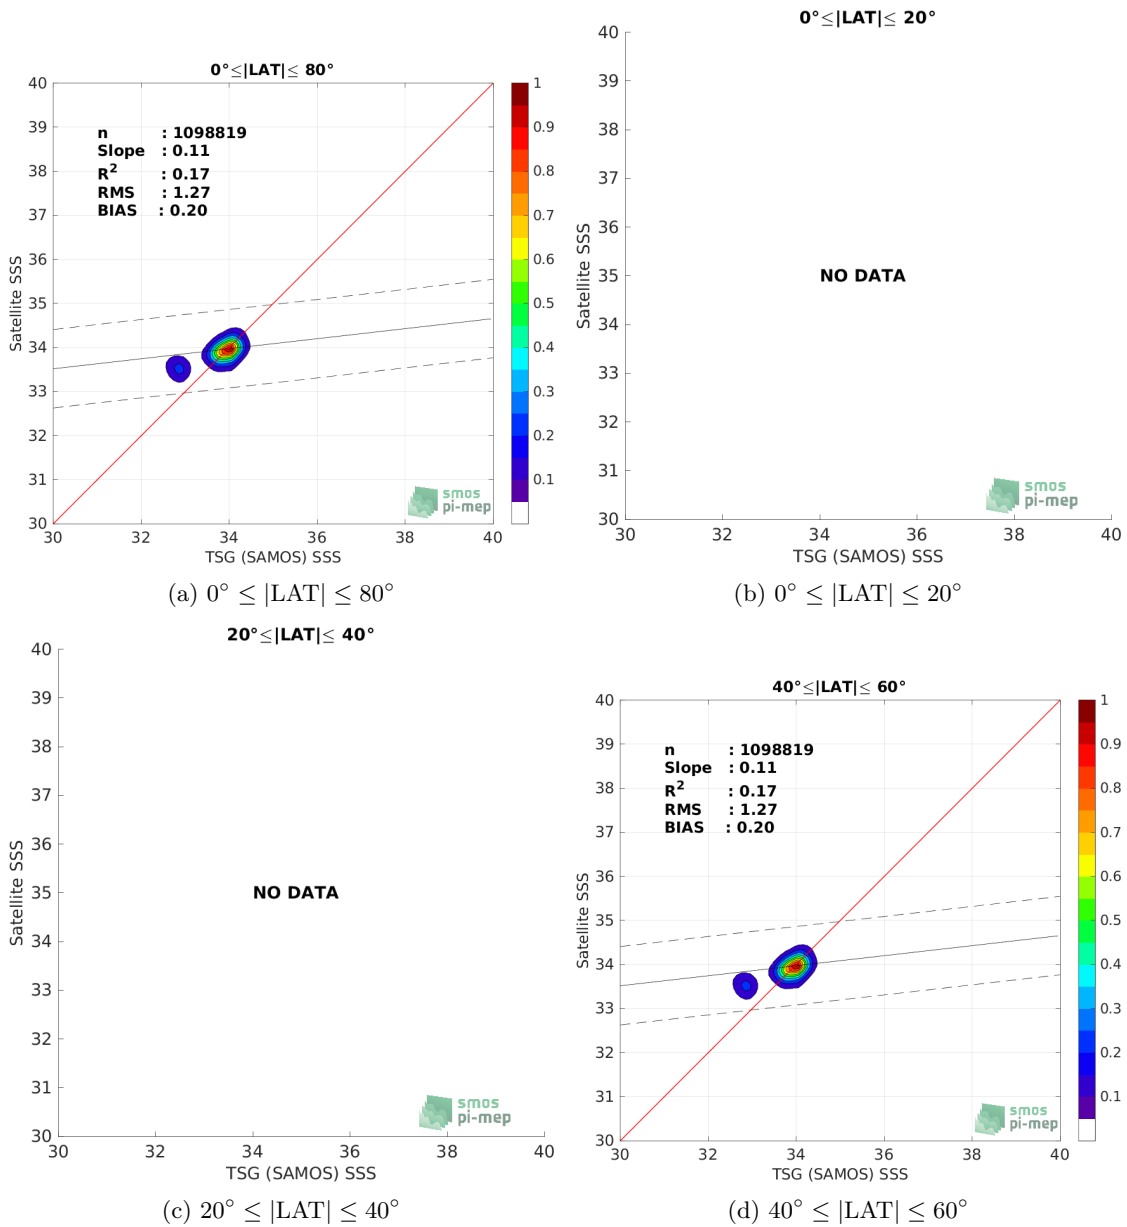 0°≤|LAT|≤ 80°
40
39
38
37
36
35
34
33
32
31
30
Satellite SSS
n : 1098819
Slope : 0.11
R² : 0.17
RMS : 1.27
BIAS : 0.20
1
0.9
0.8
0.7
0.6
0.5
0.4
0.3
0.2
0.1
smos
pi-mep
30 32 34 36 38 40
TSG (SAMOS) SSS
(a) 0° ≤ |LAT| ≤ 80°
0°≤|LAT|≤ 20°
40
39
38
37
36
35
34
33
32
31
30
Satellite SSS
NO DATA
smos
pi-mep
30 32 34 36 38 40
TSG (SAMOS) SSS
(b) 0° ≤ |LAT| ≤ 20°
20°≤|LAT|≤ 40°
40
39
38
37
36
35
34
33
32
31
30
Satellite SSS
NO DATA
smos
pi-mep
30 32 34 36 38 40
TSG (SAMOS) SSS
(c) 20° ≤ |LAT| ≤ 40°
40°≤|LAT|≤ 60°
40
39
38
37
36
35
34
33
32
31
30
Satellite SSS
n : 1098819
Slope : 0.11
R² : 0.17
RMS : 1.27
BIAS : 0.20
1
0.9
0.8
0.7
0.6
0.5
0.4
0.3
0.2
0.1
smos
pi-mep
30 32 34 36 38 40
TSG (SAMOS) SSS
(d) 40° ≤ |LAT| ≤ 60°